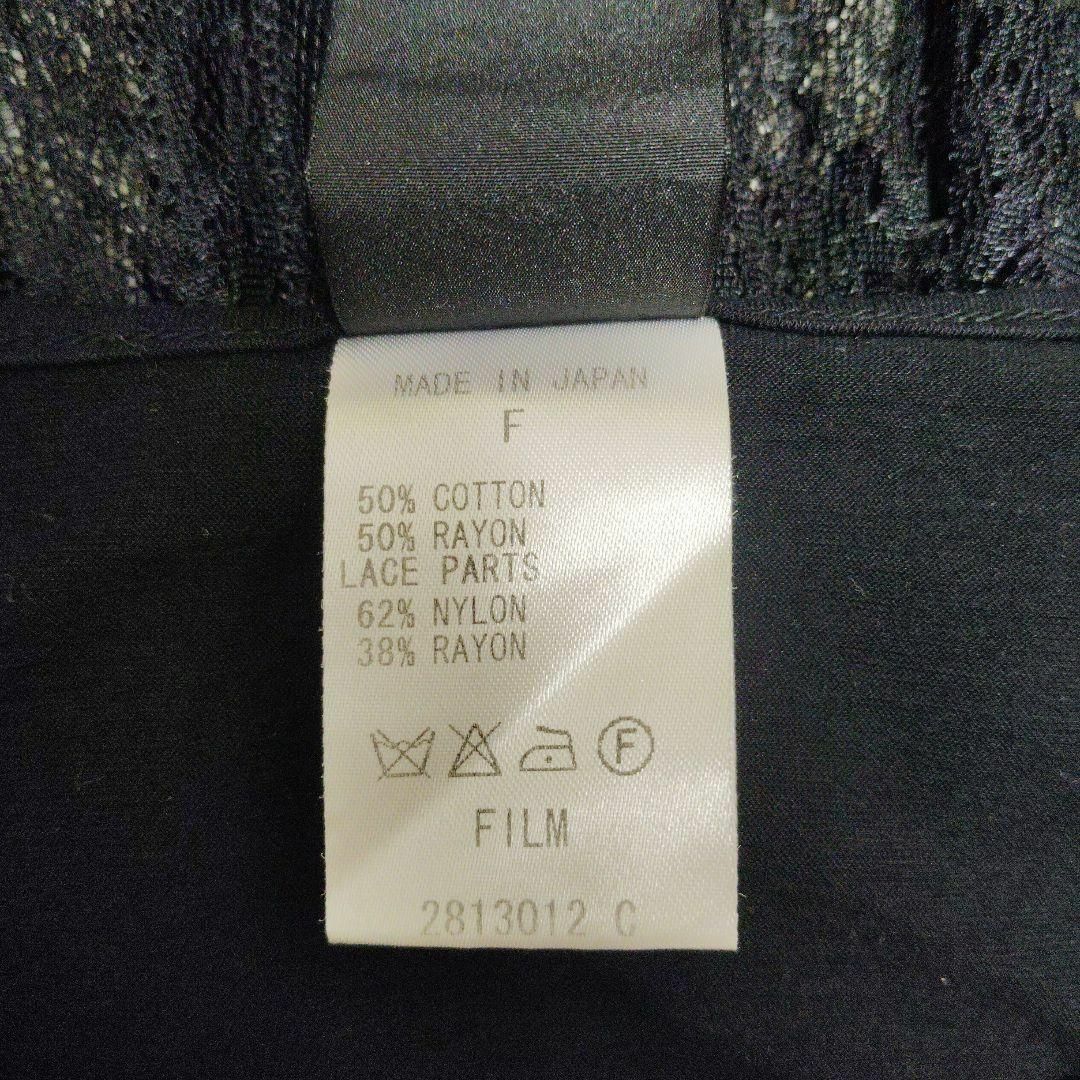 MADE IN JAPAN
F
50% COTTON
50% RAYON
LACE PARTS
62% NYLON
38% RAYON
F
FILM
2813012 C